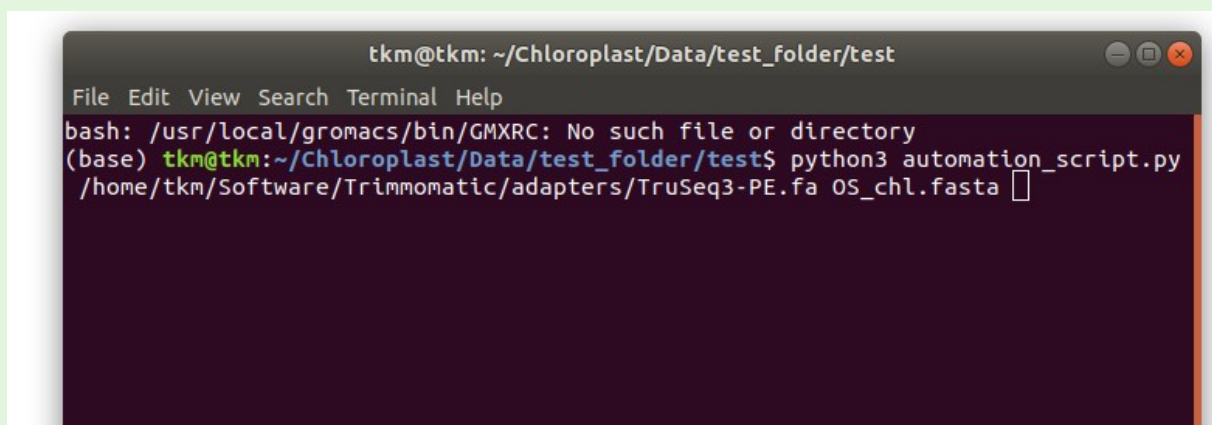 tkm@tkm: ~/Chloroplast/Data/test_folder/test
File Edit View Search Terminal Help
bash: /usr/local/gromacs/bin/GMXRC: No such file or directory
(base) tkm@tkm:~/Chloroplast/Data/test_folder/test$ python3 automation_script.py
/home/tkm/Software/Trimmomatic/adapters/TruSeq3-PE.fa OS_chl.fasta